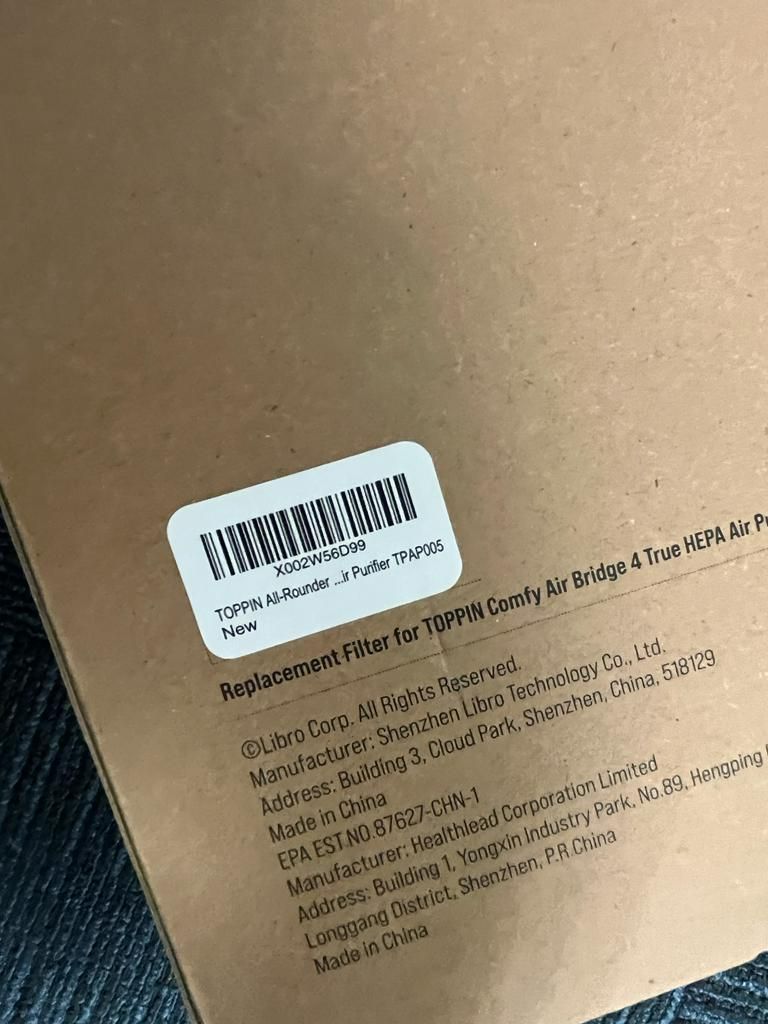 X002W56D99
TOPPIN All-Rounder ...ir Purifier TPAP005
New
Replacement Filter for TOPPIN Comfy Air Bridge 4 True HEPA Air
©Libro Corp. All Rights Reserved.
Manufacturer: Shenzhen Libro Technology Co., Ltd.
Address: Building 3, Cloud Park, Shenzhen, China, 518129
Made in China
EPA EST.NO.87627-CHN-1
Manufacturer: Healthlead Corporation Limited
Address: Building 1, Yongxin Industry Park, No.89, Hengping
Longgang District, Shenzhen, P.R.China
Made in China